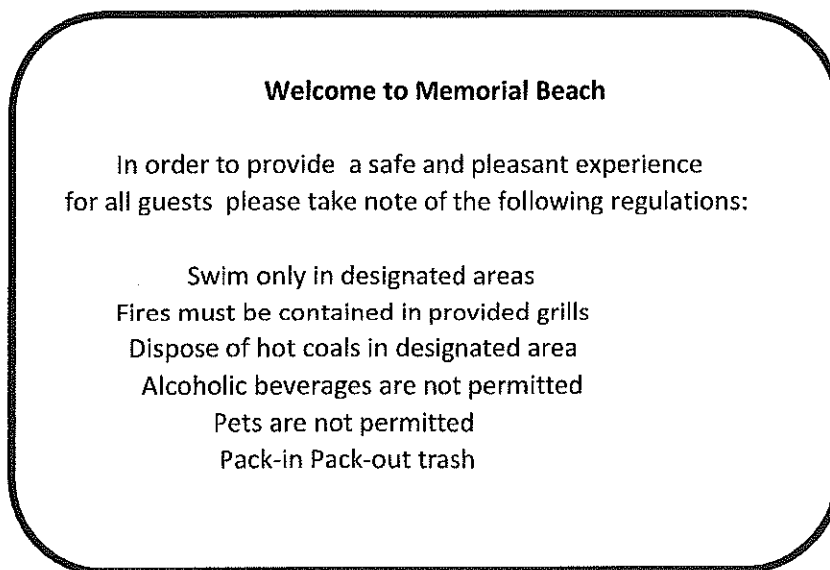 Welcome to Memorial Beach
In order to provide a safe and pleasant experience
for all guests please take note of the following regulations:
Swim only in designated areas
Fires must be contained in provided grills
Dispose of hot coals in designated area
Alcoholic beverages are not permitted
Pets are not permitted
Pack-in Pack-out trash